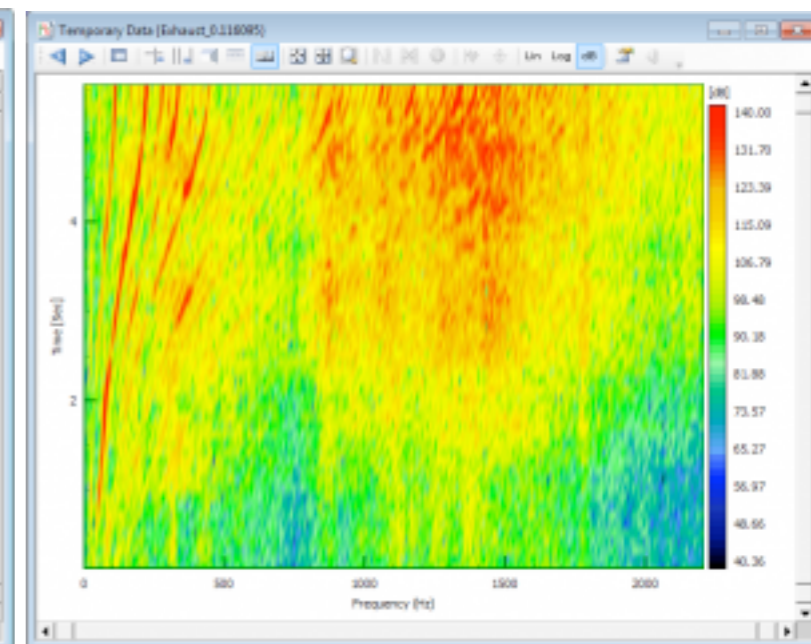 Temporary Data (Exhaust_0.116095)
Lin Log dB
[dB]
140.00
131.70
123.39
115.09
106.79
98.48
90.18
81.88
73.57
65.27
56.97
48.66
40.36
4
2
Time [Sec]
0 500 1000 1500 2000
Frequency [Hz]